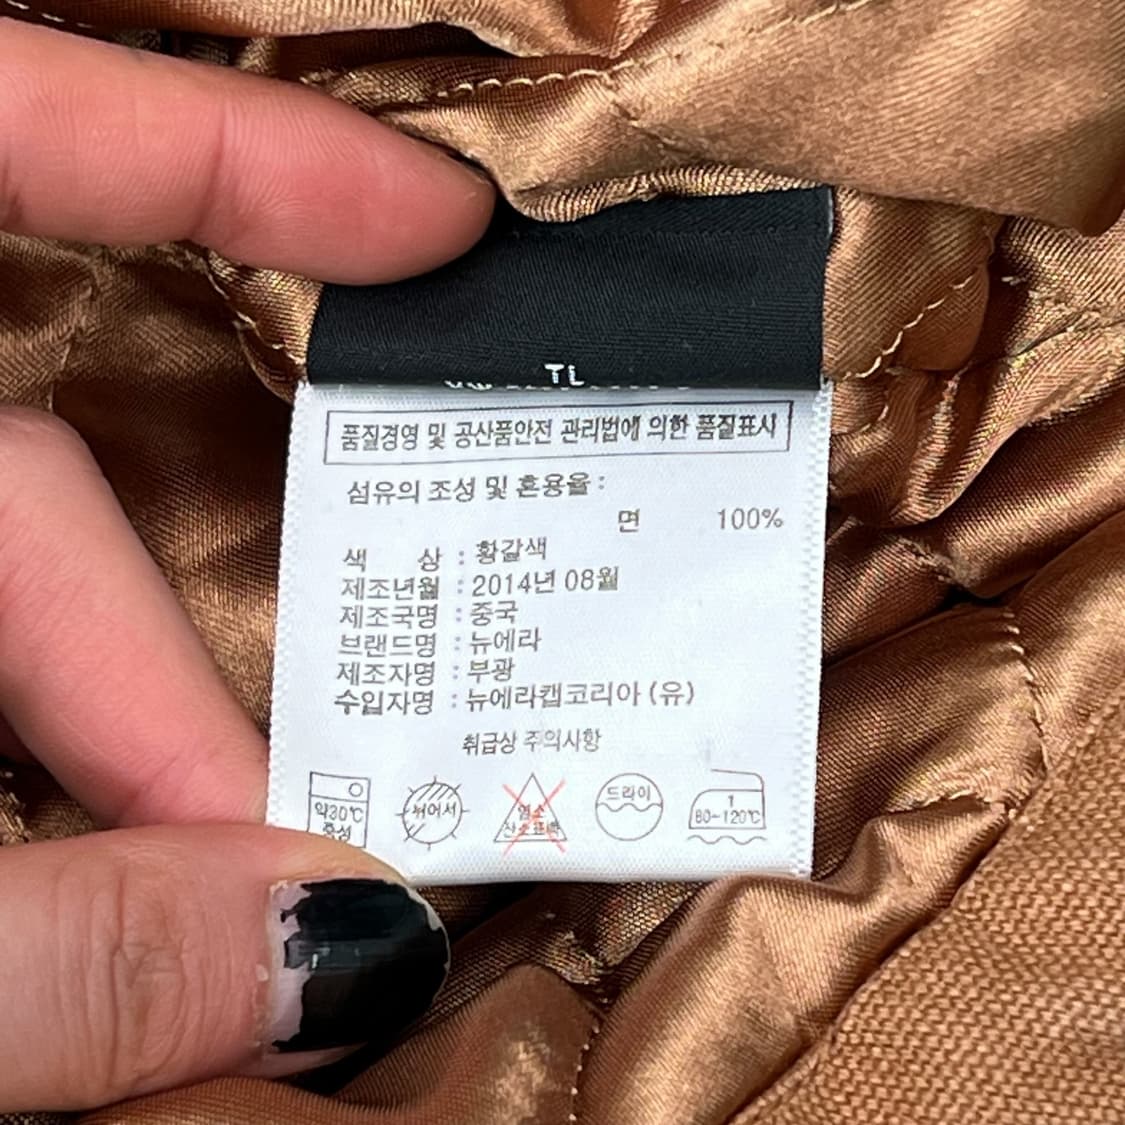 TL
품질경영 및 공산품안전 관리법에 의한 품질표시
섬유의 조성 및 혼용율 :
면 100%
색 상 : 황갈색
제조년월 : 2014년 08월
제조국명 : 중국
브랜드명 : 뉴에라
제조자명 : 부광
수입자명 : 뉴에라캡코리아 (유)
취급상 주의사항
약30℃
중성
뉘어서
염소
산소표백
드라이
1
80~120℃